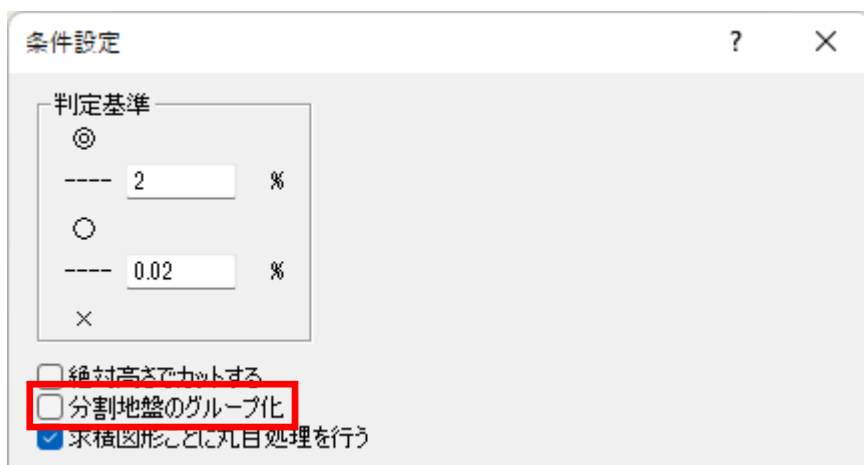 条件設定 ? ×
判定基準
◎
---- 2 %
○
---- 0.02 %
×
絶対高さでカットする
分割地盤のグループ化
求積図形ごとに丸目処理を行う